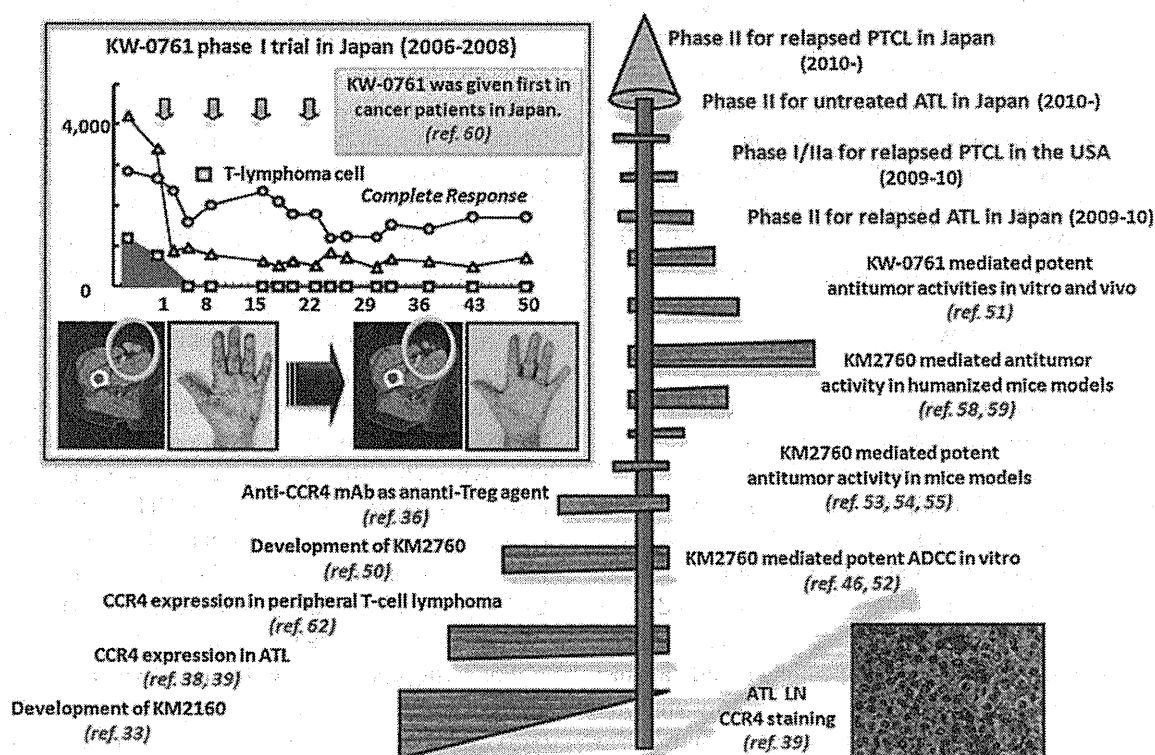 KW-0761 phase I trial in Japan (2006-2008)
KW-0761 was given first in
cancer patients in Japan.
(ref. 60)
4,000
T-lymphoma cell
Complete Response
0
1 8 15 22 29 36 43 50
Phase II for relapsed PTCL in Japan
(2010-)
Phase II for untreated ATL in Japan (2010-)
Phase I/IIa for relapsed PTCL in the USA
(2009-10)
Phase II for relapsed ATL in Japan (2009-10)
KW-0761 mediated potent
antitumor activities in vitro and vivo
(ref. 51)
KM2760 mediated antitumor
activity in humanized mice models
(ref. 58, 59)
KM2760 mediated potent
antitumor activity in mice models
(ref. 53, 54, 55)
Anti-CCR4 mAb as ananti-Treg agent
(ref. 36)
Development of KM2760
(ref. 50)
KM2760 mediated potent ADCC in vitro
(ref. 46, 52)
CCR4 expression in peripheral T-cell lymphoma
(ref. 62)
CCR4 expression in ATL
(ref. 38, 39)
Development of KM2160
(ref. 33)
ATL LN
CCR4 staining
(ref. 39)